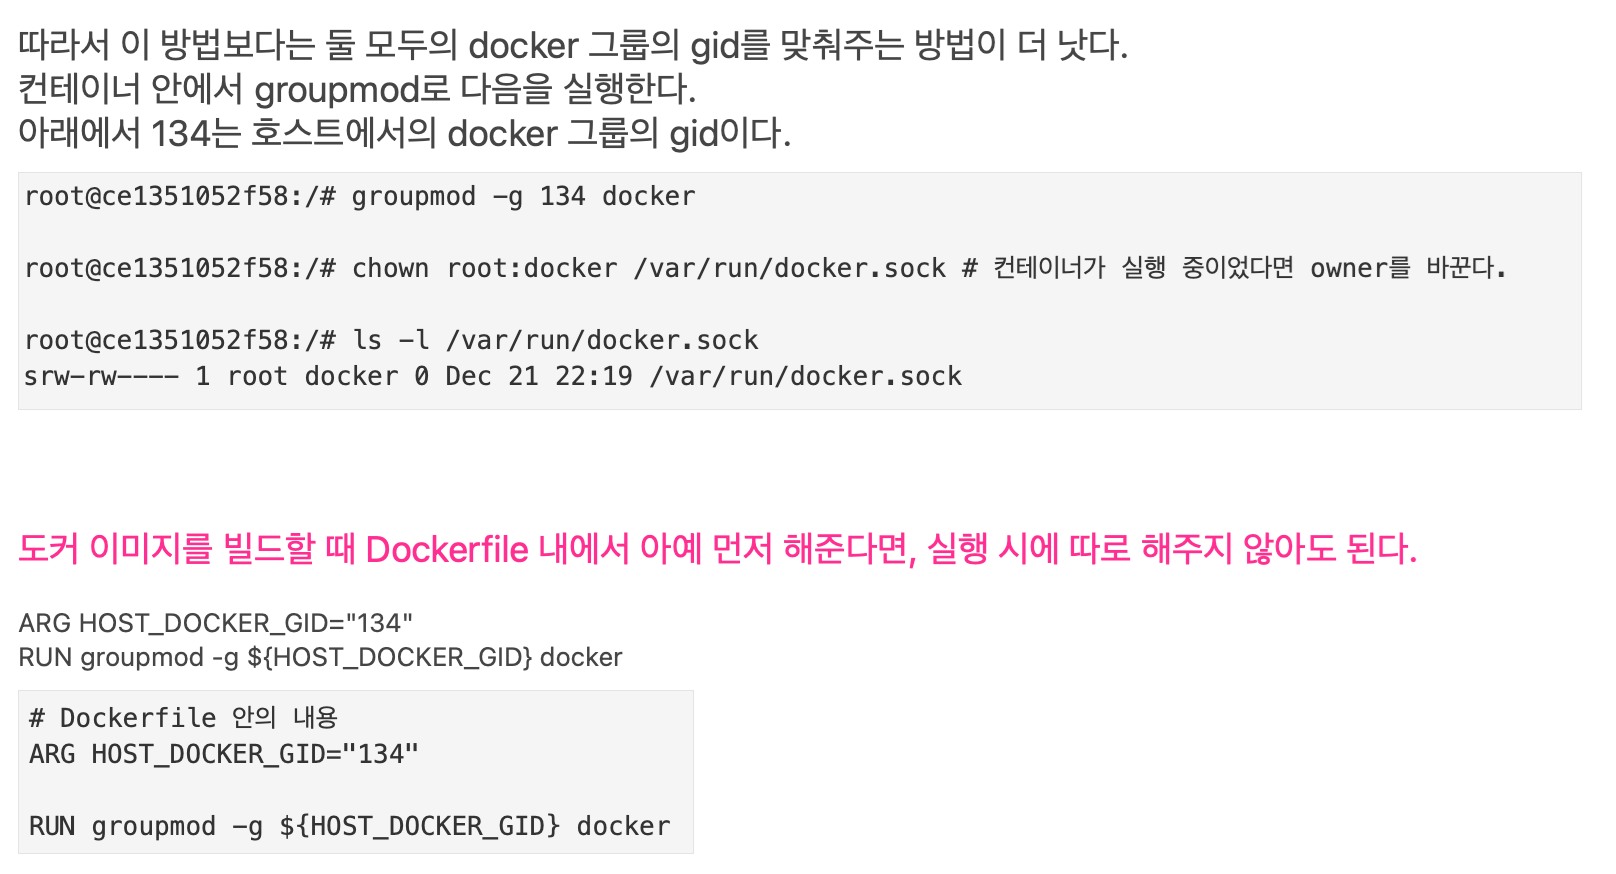 따라서 이 방법보다는 둘 모두의 docker 그룹의 gid를 맞춰주는 방법이 더 낫다.
컨테이너 안에서 groupmod로 다음을 실행한다.
아래에서 134는 호스트에서의 docker 그룹의 gid이다.
root@ce1351052f58:/# groupmod -g 134 docker
root@ce1351052f58:/# chown root:docker /var/run/docker.sock # 컨테이너가 실행 중이었다면 owner를 바꾼다.
root@ce1351052f58:/# ls -l /var/run/docker.sock
srw-rw---- 1 root docker 0 Dec 21 22:19 /var/run/docker.sock
도커 이미지를 빌드할 때 Dockerfile 내에서 아예 먼저 해준다면, 실행 시에 따로 해주지 않아도 된다.
ARG HOST_DOCKER_GID="134"
RUN groupmod -g ${HOST_DOCKER_GID} docker
# Dockerfile 안의 내용
ARG HOST_DOCKER_GID="134"
RUN groupmod -g ${HOST_DOCKER_GID} docker